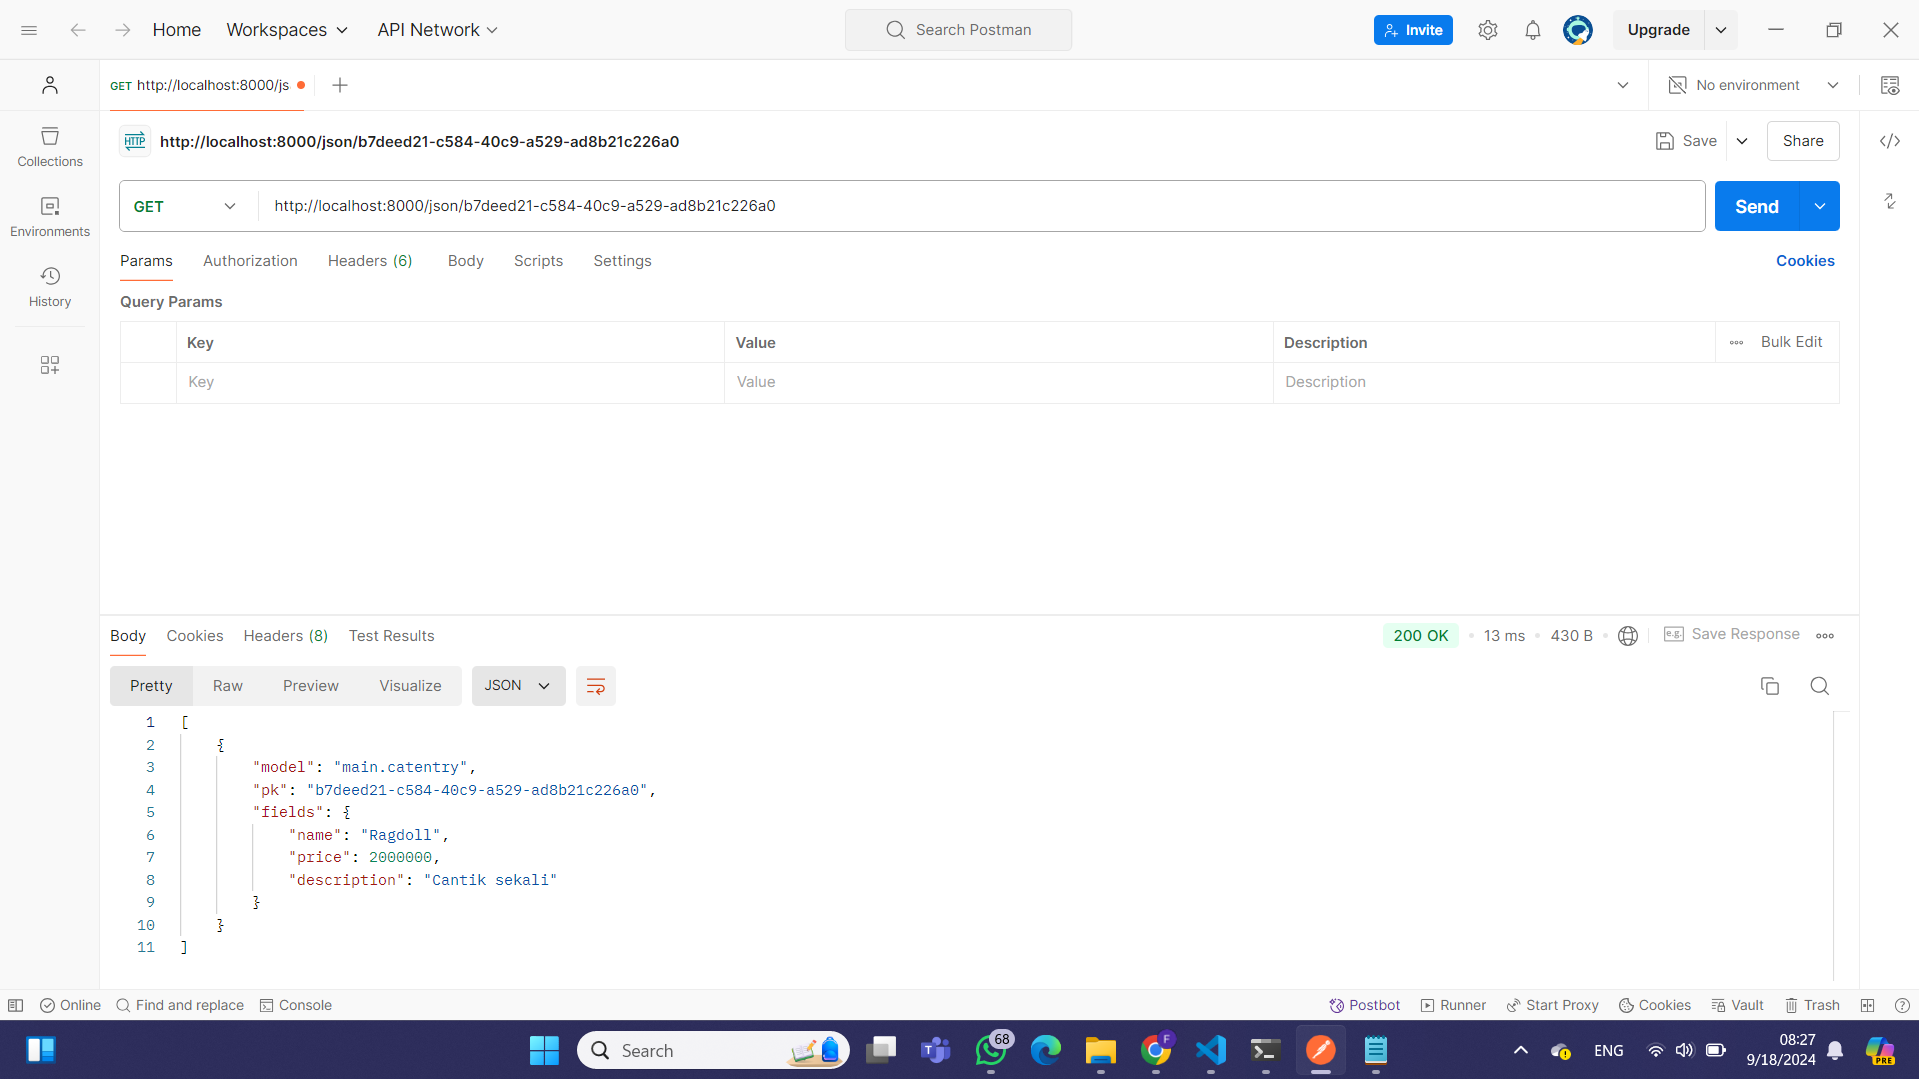 Home Workspaces API Network Search Postman Invite Upgrade
GET http://localhost:8000/js No environment
HTTP http://localhost:8000/json/b7deed21-c584-40c9-a529-ad8b21c226a0 Save Share
Collections
GET http://localhost:8000/json/b7deed21-c584-40c9-a529-ad8b21c226a0 Send
Environments
Params Authorization Headers (6) Body Scripts Settings Cookies
History
Query Params
Key Value Description Bulk Edit
Key Value Description
Body Cookies Headers (8) Test Results 200 OK 13 ms 430 B e.g. Save Response
Pretty Raw Preview Visualize JSON
1 [
2 {
3 "model": "main.catentry",
4 "pk": "b7deed21-c584-40c9-a529-ad8b21c226a0",
5 "fields": {
6 "name": "Ragdoll",
7 "price": 2000000,
8 "description": "Cantik sekali"
9 }
10 }
11 ]
Online Find and replace Console Postbot Runner Start Proxy Cookies Vault Trash
Search 68 F ENG 08:27
9/18/2024 PRE